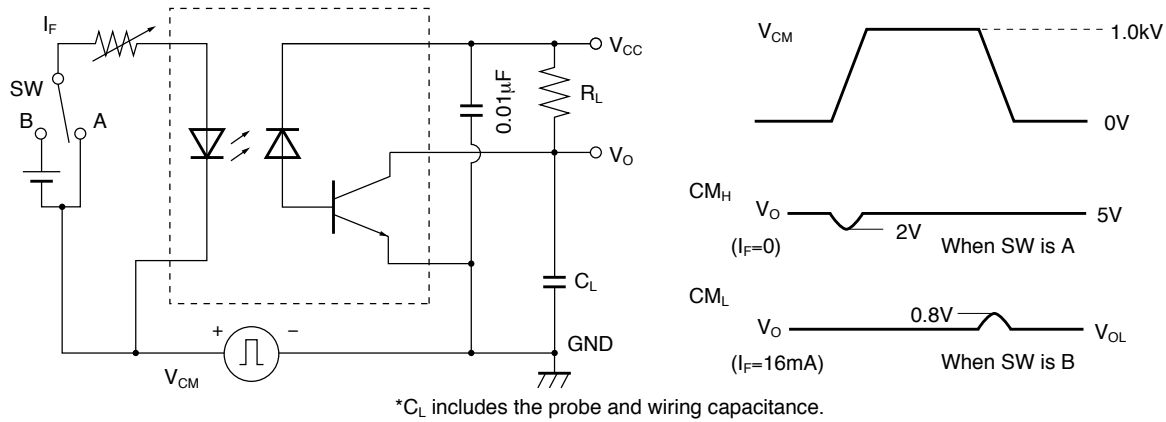 I_F
SW
B
A
V_CC
0.01µF
R_L
V_O
C_L
+
−
GND
V_CM
V_CM
1.0kV
0V
CM_H
V_O
5V
2V
(I_F=0)
When SW is A
CM_L
0.8V
V_O
V_OL
(I_F=16mA)
When SW is B
*C_L includes the probe and wiring capacitance.